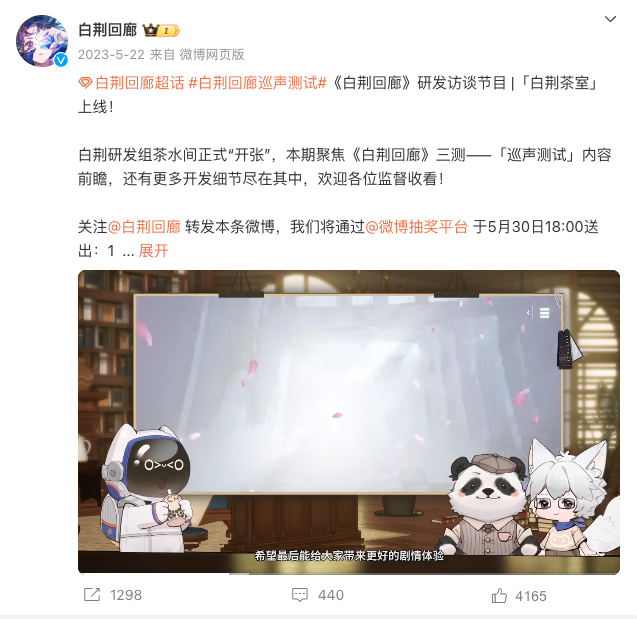 白荆回廊 1
2023-5-22 来自 微博网页版
白荆回廊超话 #白荆回廊巡声测试#《白荆回廊》研发访谈节目 |「白荆茶室」
上线！
白荆研发组茶水间正式“开张”，本期聚焦《白荆回廊》三测——「巡声测试」内容
前瞻，还有更多开发细节尽在其中，欢迎各位监督收看！
关注@白荆回廊 转发本条微博，我们将通过@微博抽奖平台 于5月30日18:00送
出：1 ... 展开
希望最后能给大家带来更好的剧情体验
1298 440 4165